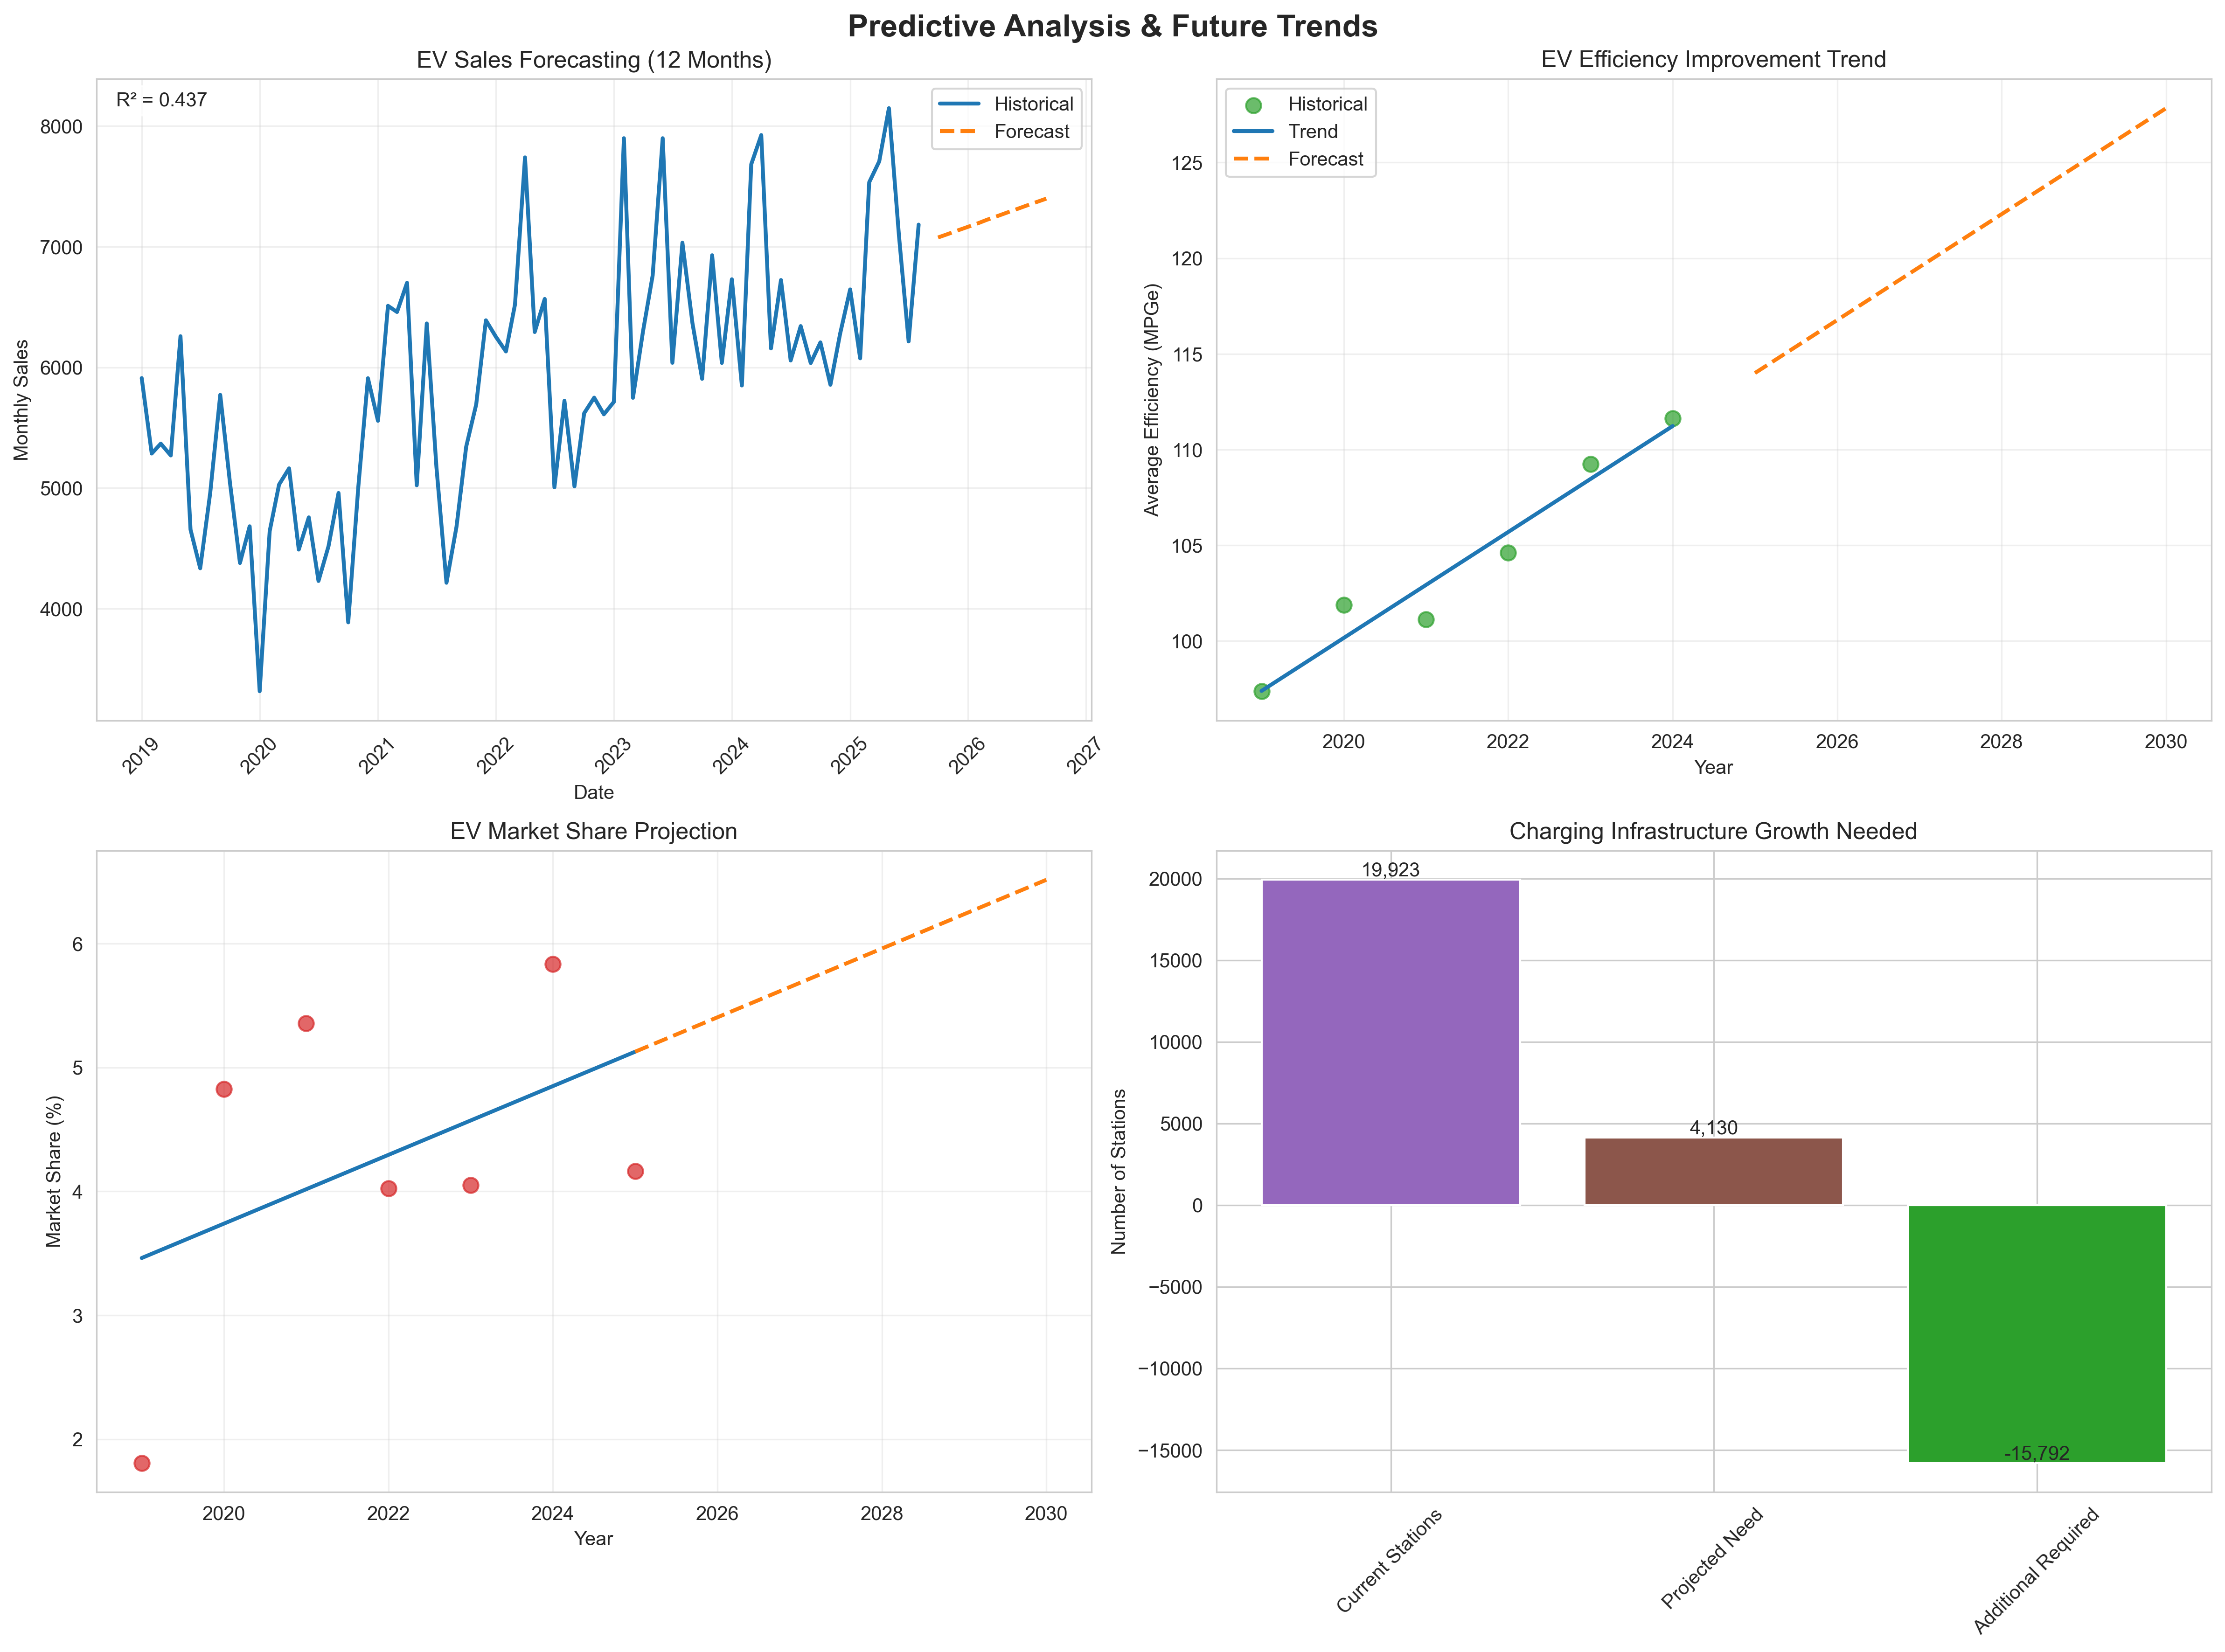 Predictive Analysis & Future Trends
EV Sales Forecasting (12 Months)
R² = 0.437
Historical
Forecast
Monthly Sales
8000
7000
6000
5000
4000
2019
2020
2021
2022
2023
2024
2025
2026
2027
Date
EV Efficiency Improvement Trend
Historical
Trend
Forecast
Average Efficiency (MPGe)
125
120
115
110
105
100
2020
2022
2024
2026
2028
2030
Year
EV Market Share Projection
Market Share (%)
6
5
4
3
2
2020
2022
2024
2026
2028
2030
Year
Charging Infrastructure Growth Needed
Number of Stations
20000
15000
10000
5000
0
−5000
−10000
−15000
19,923
4,130
-15,792
Current Stations
Projected Need
Additional Required